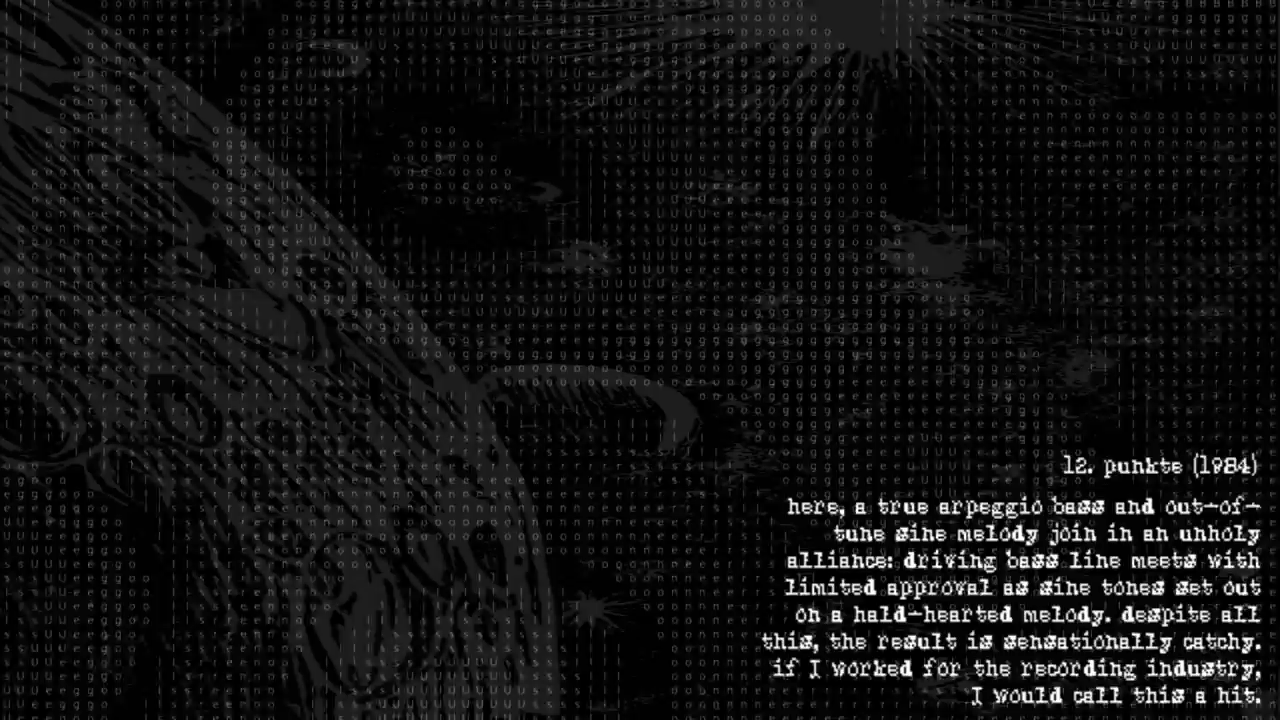 12. punkte (1984)
here, a true arpeggio bass and out-of-
tune sine melody join in an unholy
alliance: driving bass line meets with
limited approval as sine tones set out
on a hald-hearted melody. despite all
this, the result is sensationally catchy.
if I worked for the recording industry,
I would call this a hit.